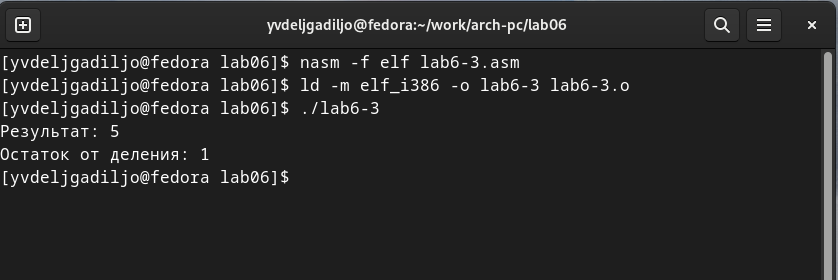 yvdeljgadiljo@fedora:~/work/arch-pc/lab06
[yvdeljgadiljo@fedora lab06]$ nasm -f elf lab6-3.asm
[yvdeljgadiljo@fedora lab06]$ ld -m elf_i386 -o lab6-3 lab6-3.o
[yvdeljgadiljo@fedora lab06]$ ./lab6-3
Результат: 5
Остаток от деления: 1
[yvdeljgadiljo@fedora lab06]$